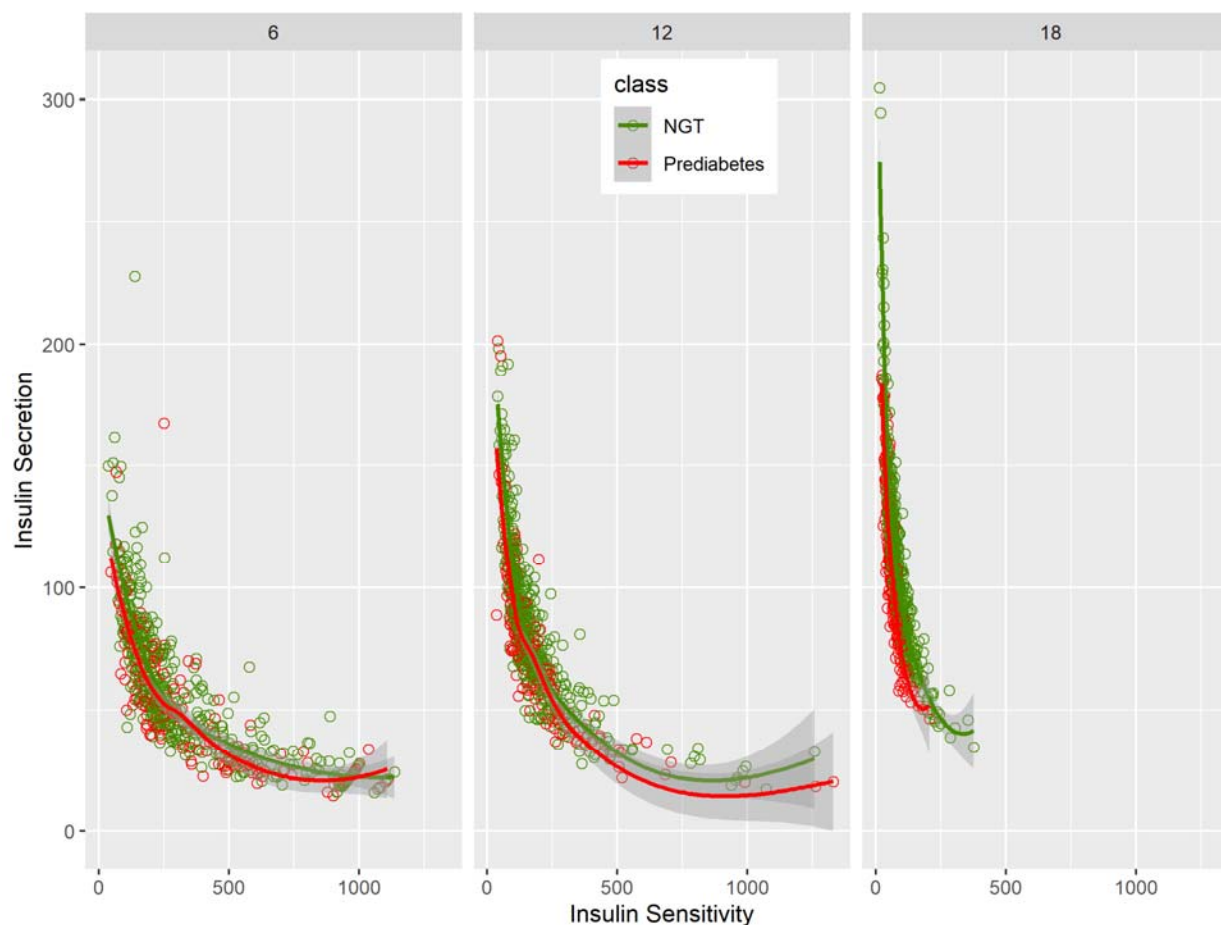 6 12 18
class
NGT
Prediabetes
300
200
100
0
Insulin Secretion
0 500 1000 0 500 1000 0 500 1000
Insulin Sensitivity